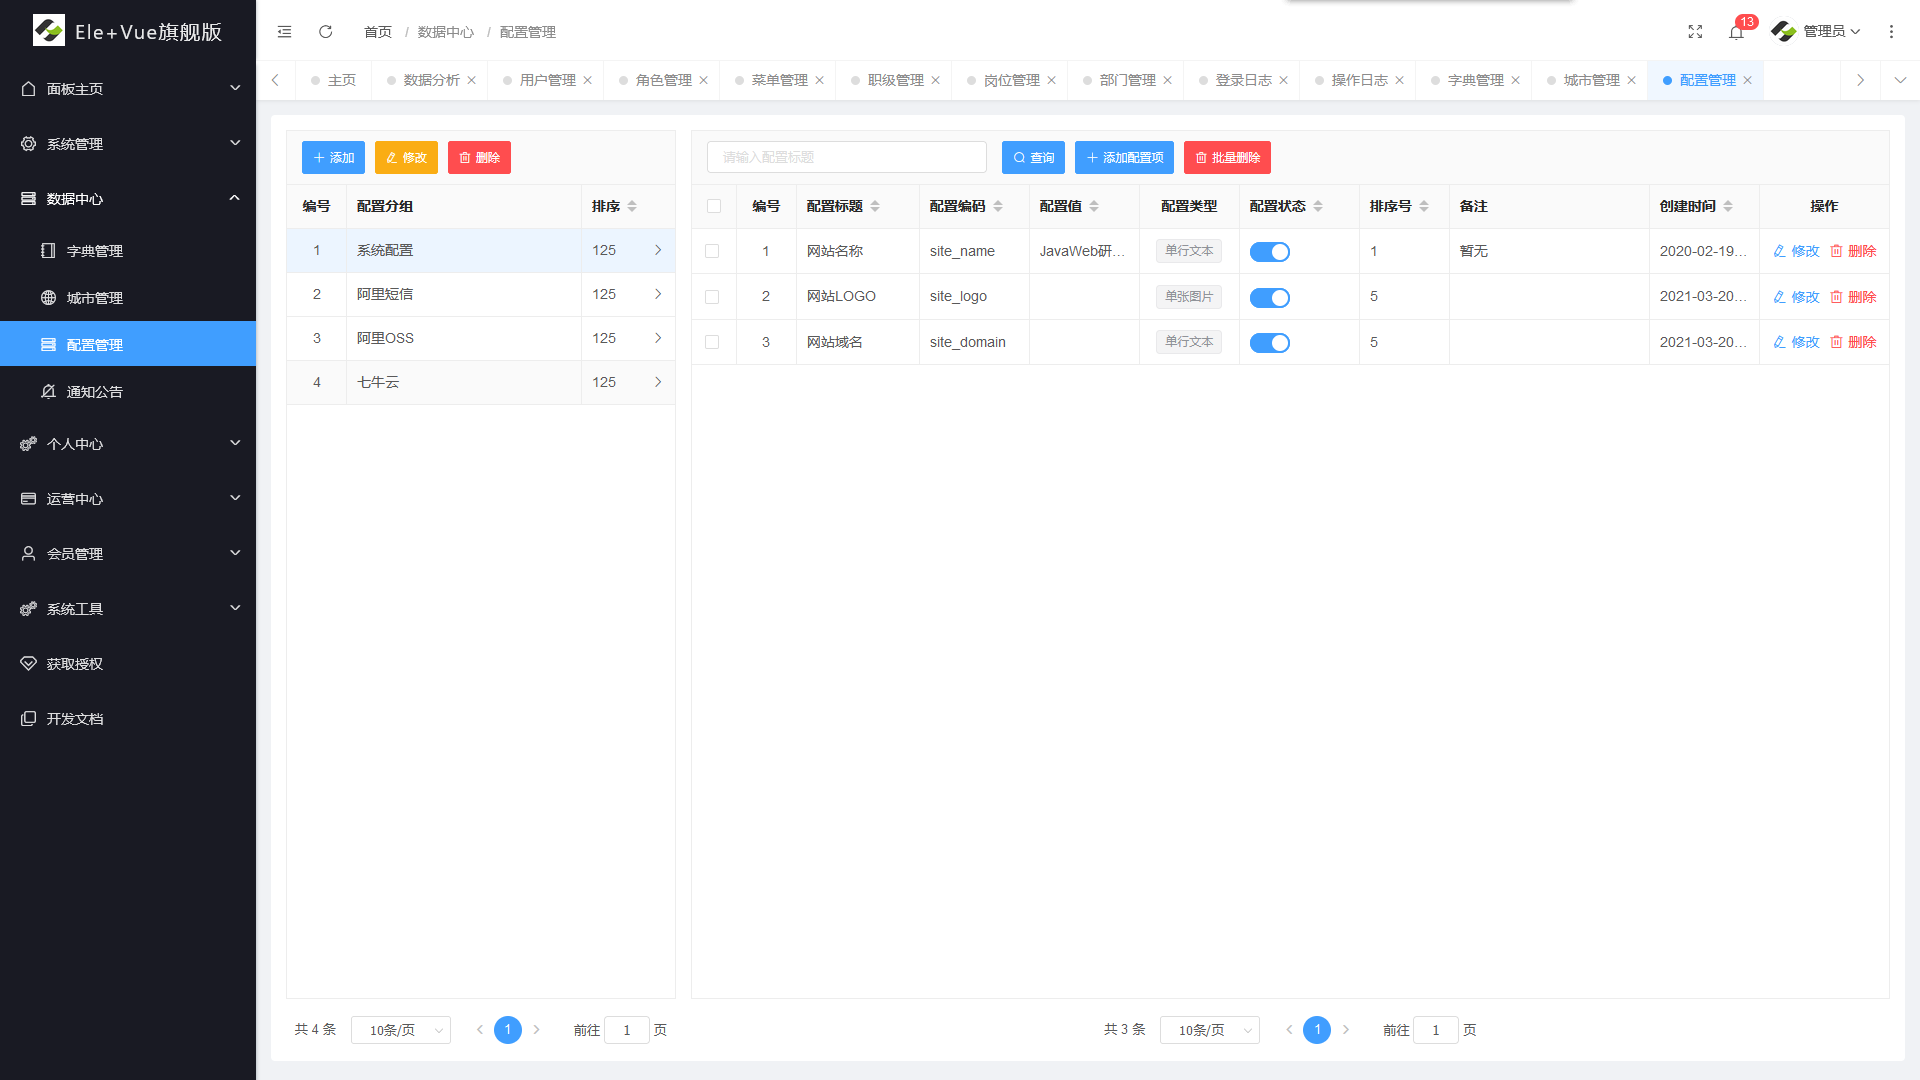 Ele+Vue旗舰版
面板主页
系统管理
数据中心
字典管理
城市管理
配置管理
通知公告
个人中心
运营中心
会员管理
系统工具
获取授权
开发文档
首页 / 数据中心 / 配置管理
13
管理员
主页 数据分析 用户管理 角色管理 菜单管理 职级管理 岗位管理 部门管理 登录日志 操作日志 字典管理 城市管理 配置管理
添加 修改 删除
编号 配置分组 排序
1 系统配置 125
2 阿里短信 125
3 阿里OSS 125
4 七牛云 125
共 4 条 10条/页 1 前往 1 页
请输入配置标题 查询 添加配置项 批量删除
编号 配置标题 配置编码 配置值 配置类型 配置状态 排序号 备注 创建时间 操作
1 网站名称 site_name JavaWeb研... 单行文本 1 暂无 2020-02-19... 修改 删除
2 网站LOGO site_logo 单张图片 5 2021-03-20... 修改 删除
3 网站域名 site_domain 单行文本 5 2021-03-20... 修改 删除
共 3 条 10条/页 1 前往 1 页